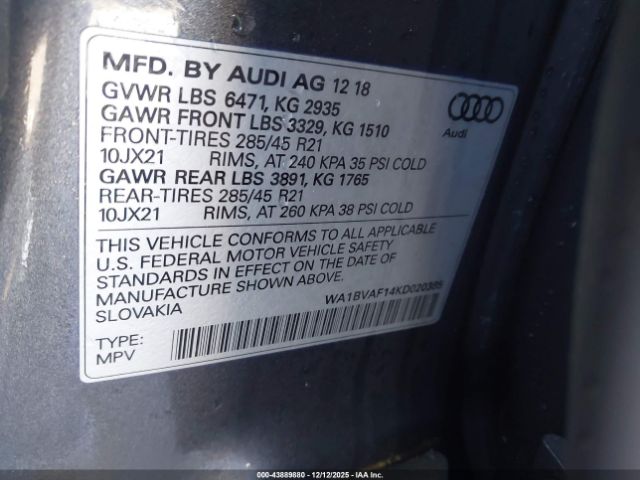 MFD. BY AUDI AG 12 18
GVWR LBS 6471, KG 2935
GAWR FRONT LBS 3329, KG 1510
FRONT-TIRES 285/45 R21
10JX21 RIMS, AT 240 KPA 35 PSI COLD
GAWR REAR LBS 3891, KG 1765
REAR-TIRES 285/45 R21
10JX21 RIMS, AT 260 KPA 38 PSI COLD
Audi
THIS VEHICLE CONFORMS TO ALL APPLICABLE
U.S. FEDERAL MOTOR VEHICLE SAFETY
STANDARDS IN EFFECT ON THE DATE OF
MANUFACTURE SHOWN ABOVE.
SLOVAKIA
WA1BVAF14KD020385
TYPE:
MPV
000-43889880 - 12/12/2025 - iaai.com